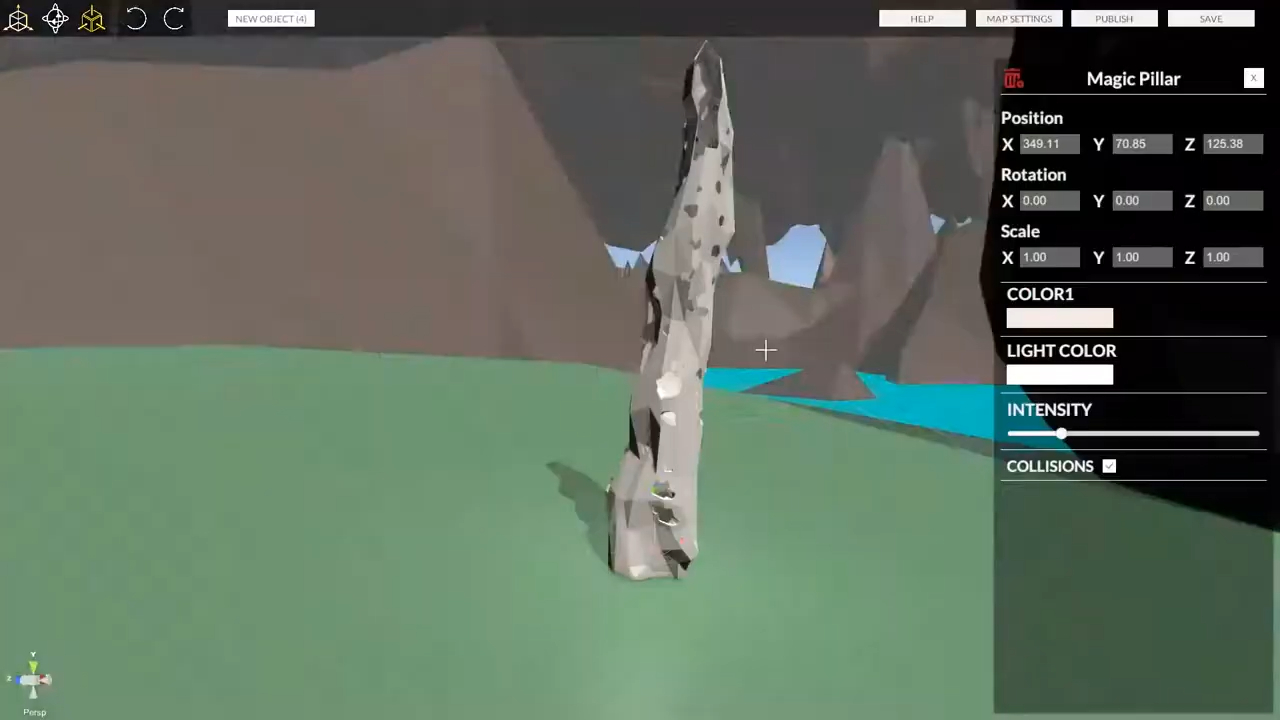 NEW OBJECT (4)
HELP
MAP SETTINGS
PUBLISH
SAVE
Magic Pillar
X
Position
X 349.11 Y 70.85 Z 125.38
Rotation
X 0.00 Y 0.00 Z 0.00
Scale
X 1.00 Y 1.00 Z 1.00
COLOR1
LIGHT COLOR
INTENSITY
COLLISIONS
Y
Z
Persp